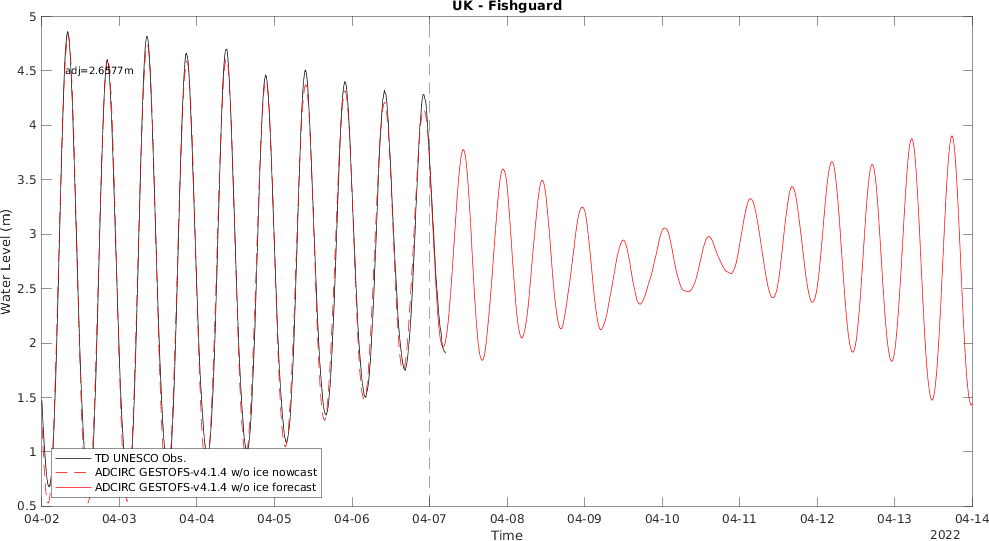 UK - Fishguard
5
4.5
4
3.5
3
2.5
2
1.5
1
0.5
Water Level (m)
adj=2.6577m
TD UNESCO Obs.
ADCIRC GESTOFS-v4.1.4 w/o ice nowcast
ADCIRC GESTOFS-v4.1.4 w/o ice forecast
04-02 04-03 04-04 04-05 04-06 04-07 04-08 04-09 04-10 04-11 04-12 04-13 04-14
Time
2022